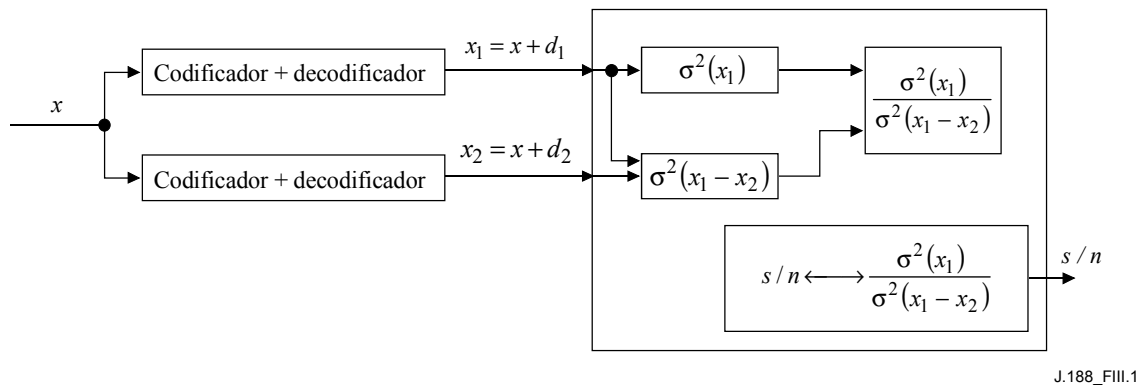 x
Codificador + decodificador
x₁ = x + d₁
Codificador + decodificador
x₂ = x + d₂
σ²(x₁)
σ²(x₁ − x₂)
σ²(x₁)
σ²(x₁ − x₂)
s / n ⟷ σ²(x₁)
σ²(x₁ − x₂)
s / n
J.188_FIII.1